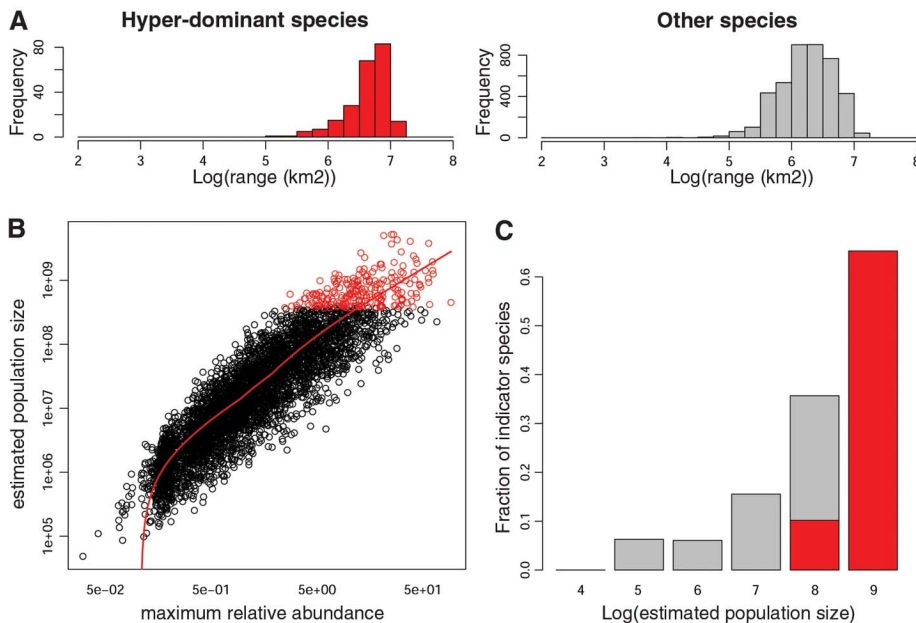 A
Hyper-dominant species
Other species
Frequency
0 40 80
2 3 4 5 6 7 8
Log(range (km2))
Frequency
0 400 800
2 3 4 5 6 7 8
Log(range (km2))
B
estimated population size
1e+09
1e+08
1e+07
1e+06
1e+05
5e-02 5e-01 5e+00 5e+01
maximum relative abundance
C
Fraction of indicator species
0.6
0.5
0.4
0.3
0.2
0.1
0.0
4 5 6 7 8 9
Log(estimated population size)